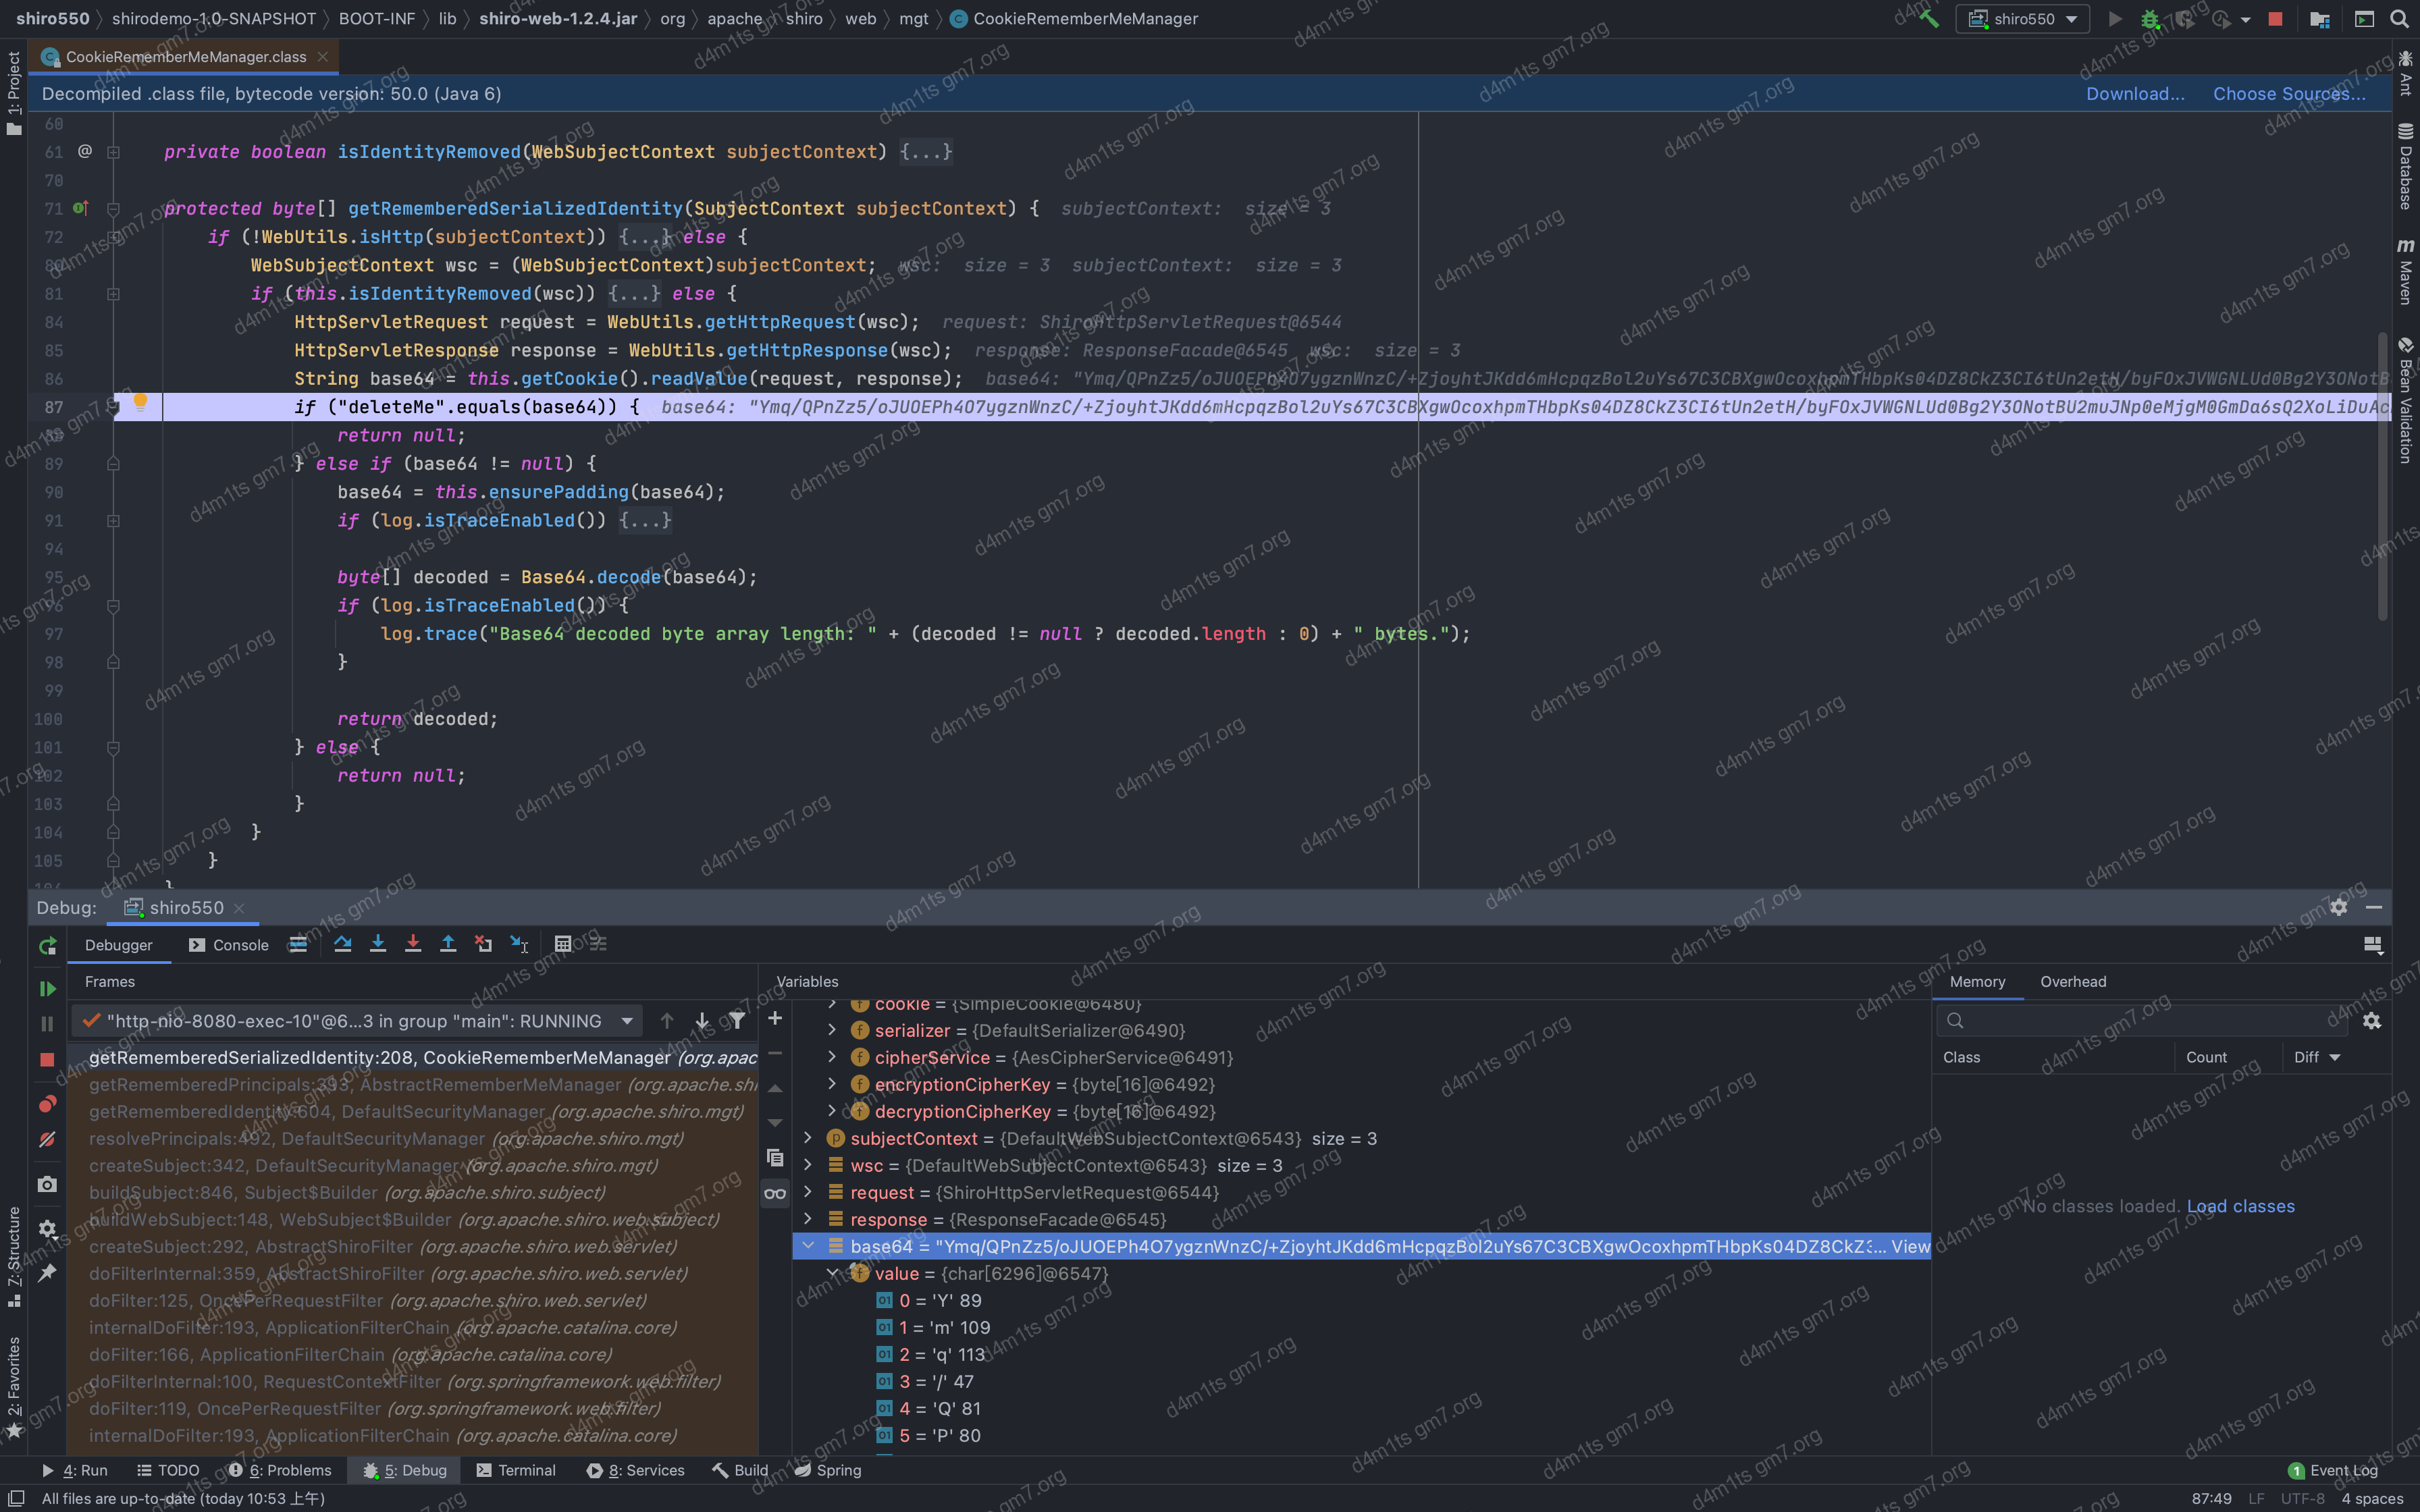 shiro550 › shirodemo-1.0-SNAPSHOT › BOOT-INF › lib › shiro-web-1.2.4.jar › org › apache › shiro › web › mgt › CookieRememberMeManager
shiro550
CookieRememberMeManager.class
Decompiled .class file, bytecode version: 50.0 (Java 6)
Download... Choose Sources...
60
61 @ private boolean isIdentityRemoved(WebSubjectContext subjectContext) {...}
70
71 protected byte[] getRememberedSerializedIdentity(SubjectContext subjectContext) { subjectContext: size = 3
72 if (!WebUtils.isHttp(subjectContext)) {...} else {
80 WebSubjectContext wsc = (WebSubjectContext)subjectContext; wsc: size = 3 subjectContext: size = 3
81 if (this.isIdentityRemoved(wsc)) {...} else {
84 HttpServletRequest request = WebUtils.getHttpRequest(wsc); request: ShiroHttpServletRequest@6544
85 HttpServletResponse response = WebUtils.getHttpResponse(wsc); response: ResponseFacade@6545 wsc: size = 3
86 String base64 = this.getCookie().readValue(request, response); base64: "Ymq/QPnZz5/oJUOEPh4O7ygznWnzC/+ZjoyhtJKdd6mHcpqzBol2uYs67C3CBXgwOcoxhpmTHbpKs04DZ8CkZ3CI6tUn2etH/byFOxJVWGNLUd0Bg2Y3ONotB
87 if ("deleteMe".equals(base64)) { base64: "Ymq/QPnZz5/oJUOEPh4O7ygznWnzC/+ZjoyhtJKdd6mHcpqzBol2uYs67C3CBXgwOcoxhpmTHbpKs04DZ8CkZ3CI6tUn2etH/byFOxJVWGNLUd0Bg2Y3ONotBU2muJNp0eMjgM0GmDa6sQ2XoLiDuAc
88 return null;
89 } else if (base64 != null) {
90 base64 = this.ensurePadding(base64);
91 if (log.isTraceEnabled()) {...}
94
95 byte[] decoded = Base64.decode(base64);
96 if (log.isTraceEnabled()) {
97 log.trace("Base64 decoded byte array length: " + (decoded != null ? decoded.length : 0) + " bytes.");
98 }
99
100 return decoded;
101 } else {
102 return null;
103 }
104 }
105 }
106 }
1: Project
7: Structure
2: Favorites
Ant
Database
Maven
Bean Validation
Debug: shiro550
Debugger Console
Frames
Variables
Memory Overhead
"http-nio-8080-exec-10"@6...3 in group "main": RUNNING
getRememberedSerializedIdentity:208, CookieRememberMeManager (org.apac
getRememberedPrincipals:393, AbstractRememberMeManager (org.apache.shi
getRememberedIdentity:604, DefaultSecurityManager (org.apache.shiro.mgt)
resolvePrincipals:492, DefaultSecurityManager (org.apache.shiro.mgt)
createSubject:342, DefaultSecurityManager (org.apache.shiro.mgt)
buildSubject:846, Subject$Builder (org.apache.shiro.subject)
buildWebSubject:148, WebSubject$Builder (org.apache.shiro.web.subject)
createSubject:292, AbstractShiroFilter (org.apache.shiro.web.servlet)
doFilterInternal:359, AbstractShiroFilter (org.apache.shiro.web.servlet)
doFilter:125, OncePerRequestFilter (org.apache.shiro.web.servlet)
internalDoFilter:193, ApplicationFilterChain (org.apache.catalina.core)
doFilter:166, ApplicationFilterChain (org.apache.catalina.core)
doFilterInternal:100, RequestContextFilter (org.springframework.web.filter)
doFilter:119, OncePerRequestFilter (org.springframework.web.filter)
internalDoFilter:193, ApplicationFilterChain (org.apache.catalina.core)
cookie = {SimpleCookie@6480}
serializer = {DefaultSerializer@6490}
cipherService = {AesCipherService@6491}
encryptionCipherKey = {byte[16]@6492}
decryptionCipherKey = {byte[16]@6492}
subjectContext = {DefaultWebSubjectContext@6543} size = 3
wsc = {DefaultWebSubjectContext@6543} size = 3
request = {ShiroHttpServletRequest@6544}
response = {ResponseFacade@6545}
base64 = "Ymq/QPnZz5/oJUOEPh4O7ygznWnzC/+ZjoyhtJKdd6mHcpqzBol2uYs67C3CBXgwOcoxhpmTHbpKs04DZ8CkZ3... View
value = {char[6296]@6547}
0 = 'Y' 89
1 = 'm' 109
2 = 'q' 113
3 = '/' 47
4 = 'Q' 81
5 = 'P' 80
Class Count Diff
No classes loaded. Load classes
4: Run TODO 6: Problems 5: Debug Terminal 8: Services Build Spring
1 Event Log
All files are up-to-date (today 10:53 上午)
87:49 LF UTF-8 4 spaces
d4m1ts gm7.org